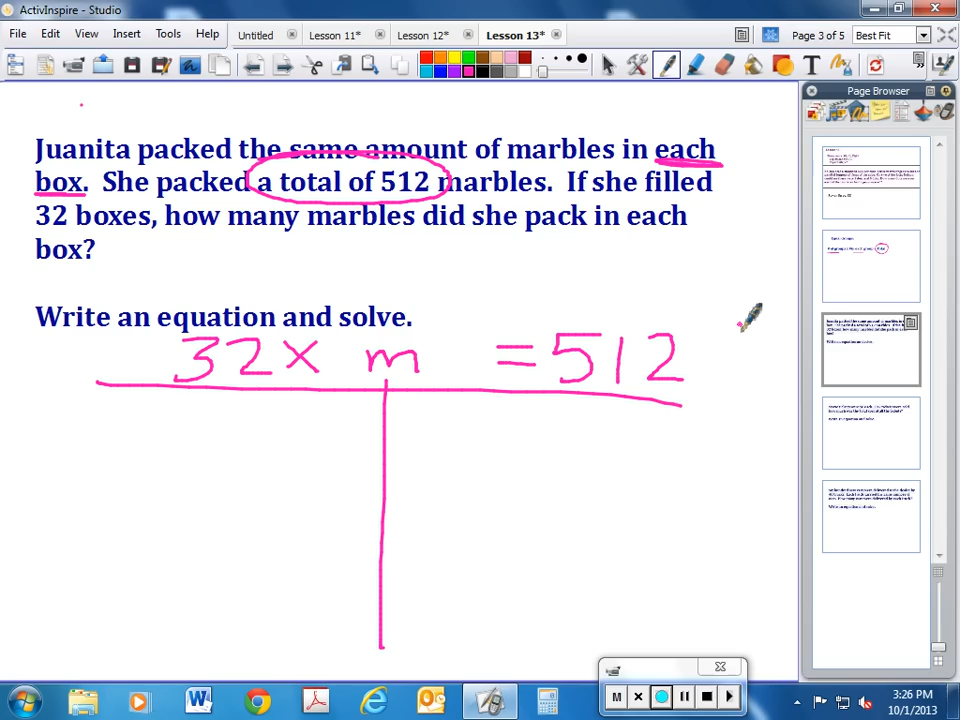 ActivInspire - Studio
File Edit View Insert Tools Help Untitled Lesson 11* Lesson 12* Lesson 13* Page 3 of 5 Best Fit
Page Browser
Juanita packed the same amount of marbles in each
box. She packed a total of 512 marbles. If she filled
32 boxes, how many marbles did she pack in each
box?
Write an equation and solve.
32 x m = 512
M
3:26 PM
10/1/2013